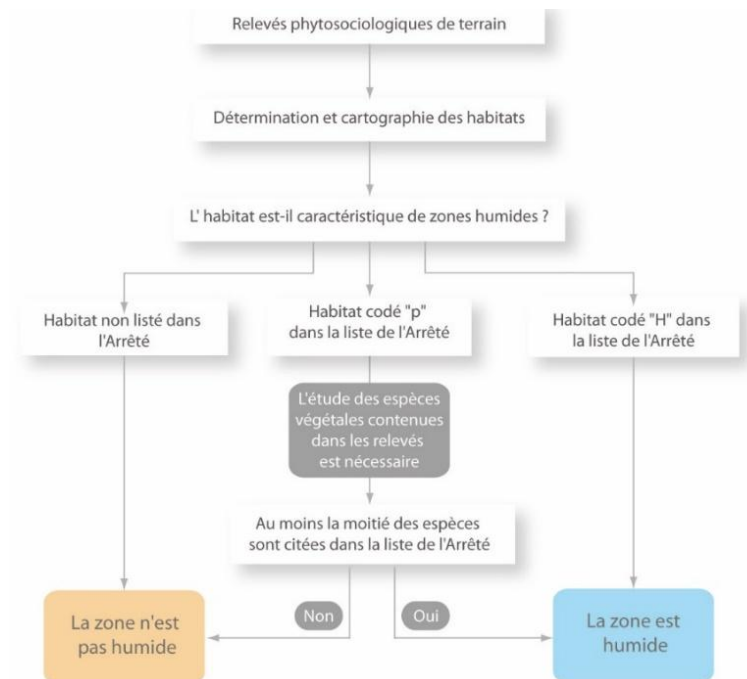 Relevés phytosociologiques de terrain
Détermination et cartographie des habitats
L' habitat est-il caractéristique de zones humides ?
Habitat non listé dans
l'Arrêté
Habitat codé "p"
dans la liste de l'Arrêté
Habitat codé "H" dans
la liste de l'Arrêté
L'étude des espèces
végétales contenues
dans les relevés
est nécessaire
Au moins la moitié des espèces
sont citées dans la liste de l'Arrêté
Non
Oui
La zone n'est
pas humide
La zone est
humide